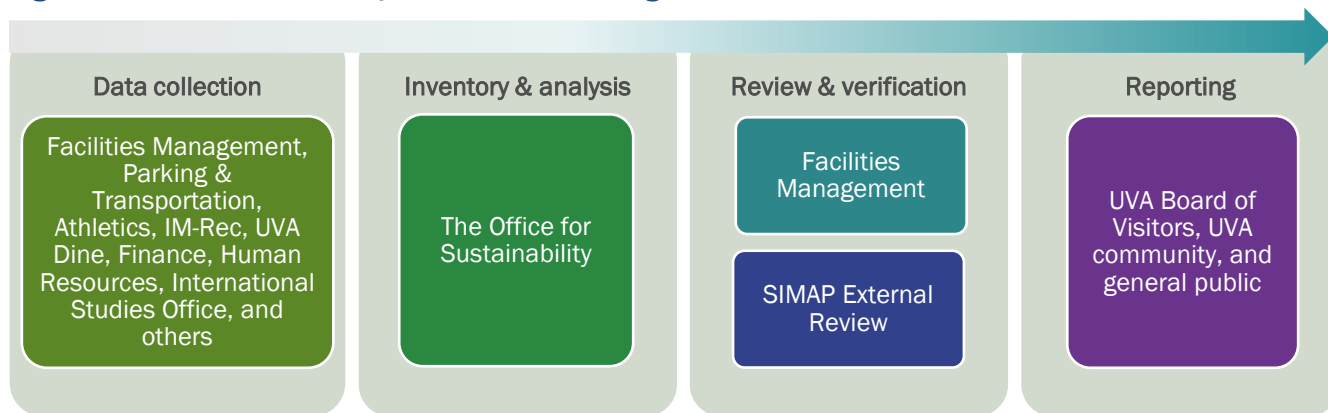 Data collection
Facilities Management,
Parking &
Transportation,
Athletics, IM-Rec, UVA
Dine, Finance, Human
Resources, International
Studies Office, and
others
Inventory & analysis
The Office for
Sustainability
Review & verification
Facilities
Management
SIMAP External
Review
Reporting
UVA Board of
Visitors, UVA
community, and
general public